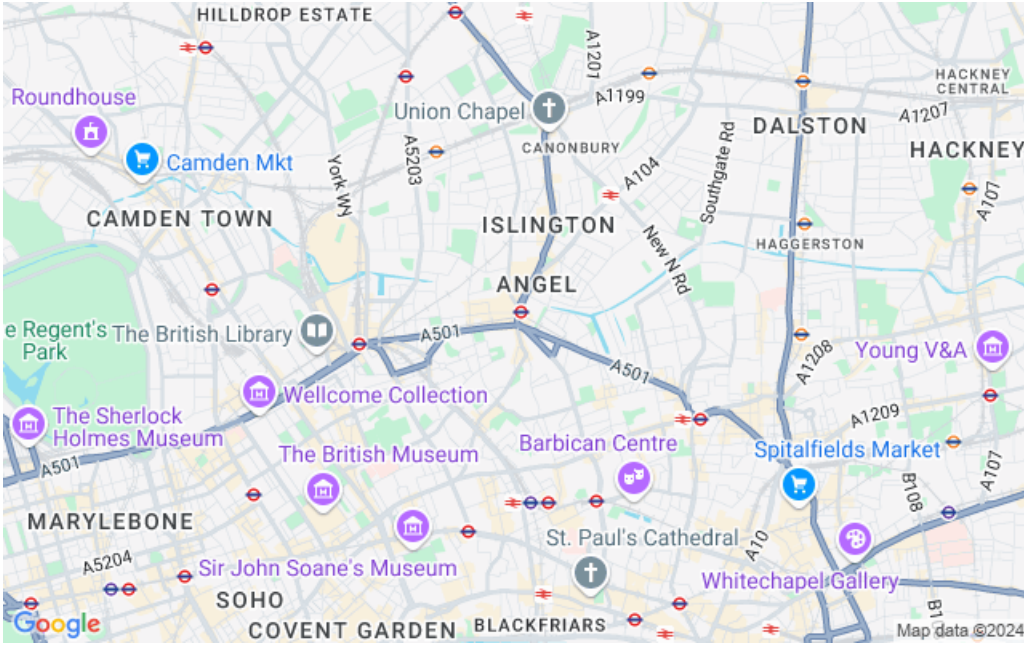 HILLDROP ESTATE
A1201
HACKNEY
CENTRAL
Roundhouse
Union Chapel
A1199
A1207
DALSTON
Camden Mkt
York Wy
A5203
CANONBURY
A104
Southgate Rd
HACKNEY
A107
CAMDEN TOWN
ISLINGTON
New N Rd
HAGGERSTON
ANGEL
e Regent's
Park
The British Library
A501
A501
A1208
Young V&A
Wellcome Collection
The Sherlock
Holmes Museum
A1209
A501
The British Museum
Barbican Centre
Spitalfields Market
A107
B108
MARYLEBONE
St. Paul's Cathedral
A10
A5204
Sir John Soane's Museum
Whitechapel Gallery
SOHO
B1
Google
COVENT GARDEN
BLACKFRIARS
Map data ©2024